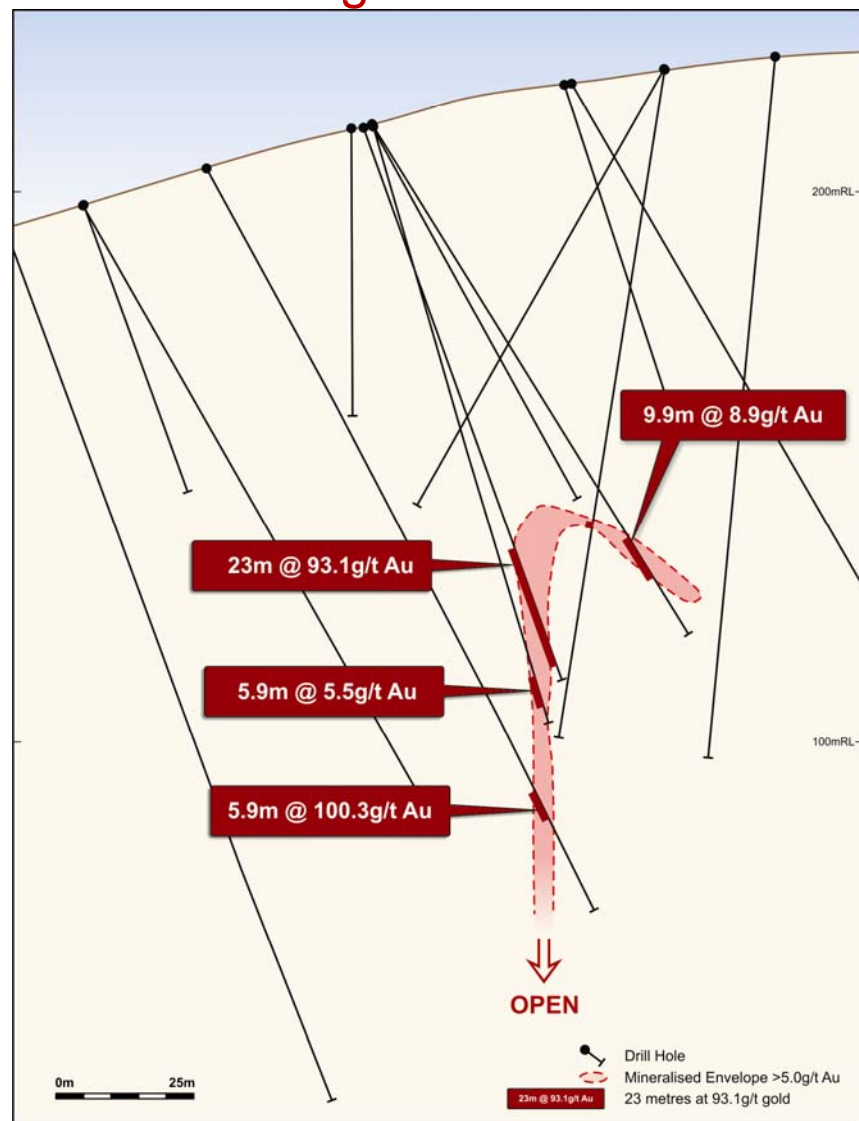 200mRL
9.9m @ 8.9g/t Au
23m @ 93.1g/t Au
5.9m @ 5.5g/t Au
100mRL
5.9m @ 100.3g/t Au
OPEN
Drill Hole
Mineralised Envelope >5.0g/t Au
0m 25m
23m @ 93.1g/t Au 23 metres at 93.1g/t gold